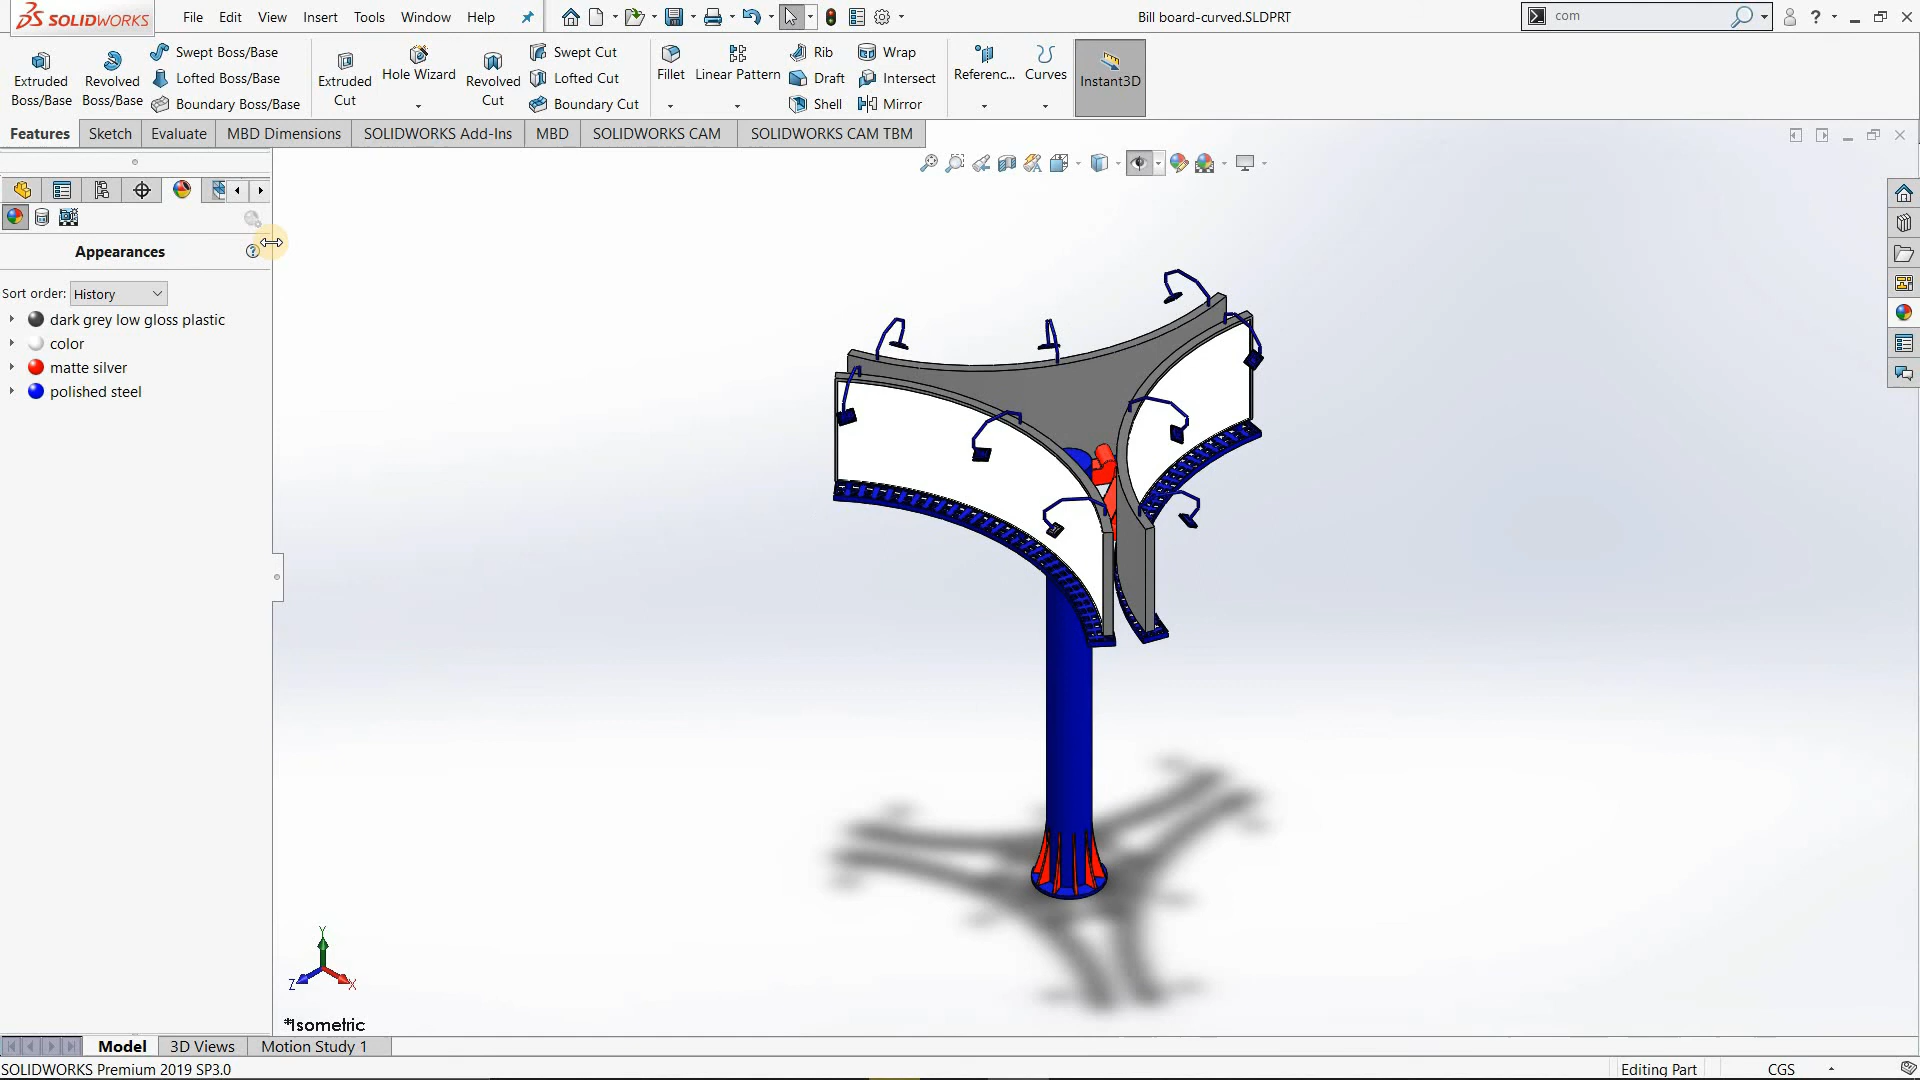 SOLIDWORKS File Edit View Insert Tools Window Help Bill board-curved.SLDPRT com ?
Extruded Boss/Base
Revolved Boss/Base
Swept Boss/Base
Lofted Boss/Base
Boundary Boss/Base
Extruded Cut
Hole Wizard
Revolved Cut
Swept Cut
Lofted Cut
Boundary Cut
Fillet
Linear Pattern
Rib
Draft
Shell
Wrap
Intersect
Mirror
Referenc...
Curves
Instant3D
Features Sketch Evaluate MBD Dimensions SOLIDWORKS Add-Ins MBD SOLIDWORKS CAM SOLIDWORKS CAM TBM
Appearances ?
Sort order: History
dark grey low gloss plastic
color
matte silver
polished steel
Y
Z X
*Isometric
Model 3D Views Motion Study 1
SOLIDWORKS Premium 2019 SP3.0 Editing Part CGS